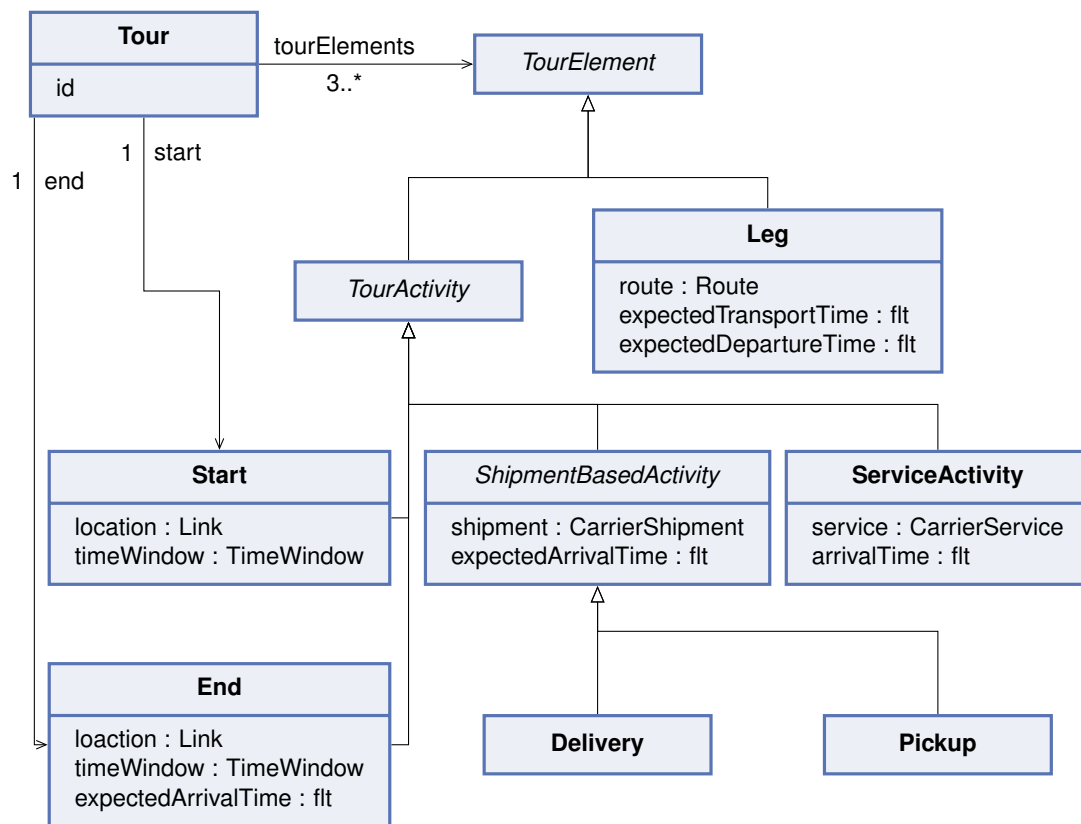 Tour
id
tourElements
3..*
TourElement
1 start
1 end
Leg
route : Route
expectedTransportTime : flt
expectedDepartureTime : flt
TourActivity
Start
location : Link
timeWindow : TimeWindow
ShipmentBasedActivity
shipment : CarrierShipment
expectedArrivalTime : flt
ServiceActivity
service : CarrierService
arrivalTime : flt
End
loaction : Link
timeWindow : TimeWindow
expectedArrivalTime : flt
Delivery
Pickup